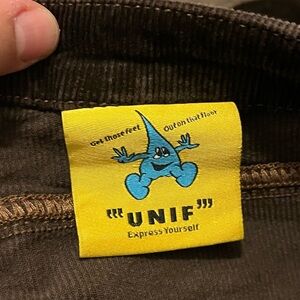 Get those feet
Out on that floor
"'UNIF'"
Express Yourself